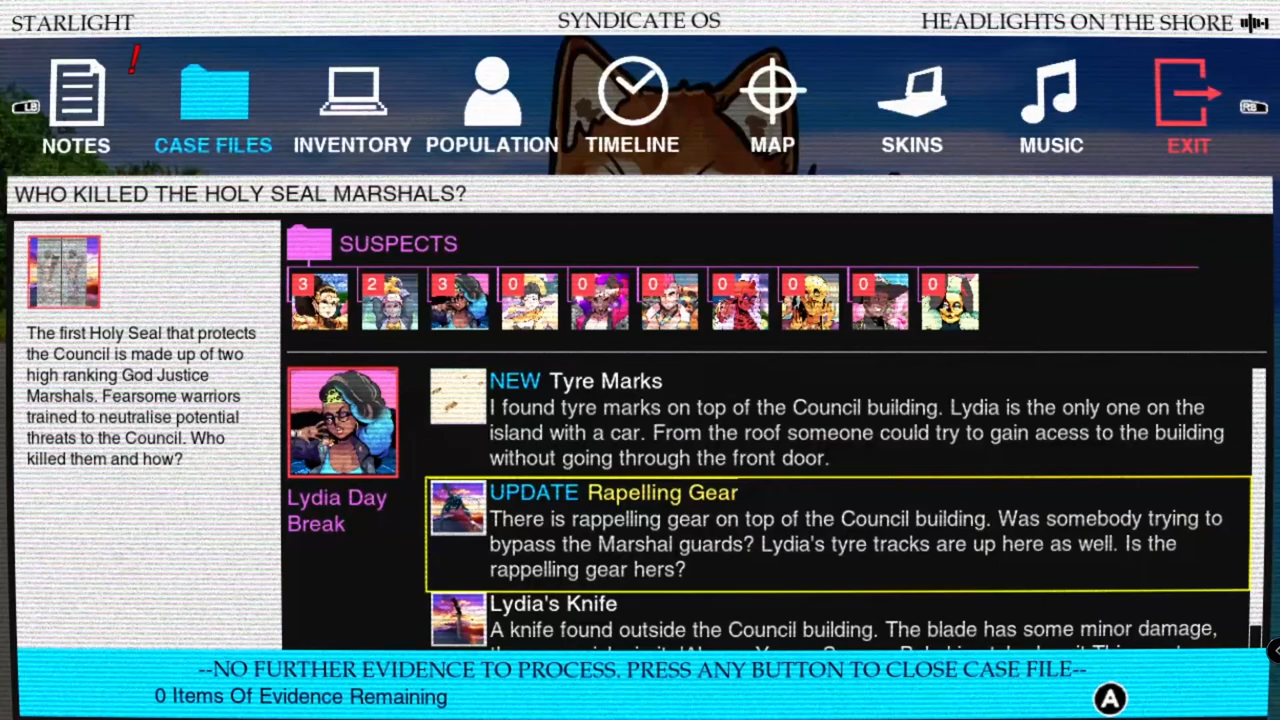 STARLIGHT
SYNDICATE OS
HEADLIGHTS ON THE SHORE
!
LB
RB
NOTES
CASE FILES
INVENTORY
POPULATION
TIMELINE
MAP
SKINS
MUSIC
EXIT
WHO KILLED THE HOLY SEAL MARSHALS?
The first Holy Seal that protects
the Council is made up of two
high ranking God Justice
Marshals. Fearsome warriors
trained to neutralise potential
threats to the Council. Who
killed them and how?
SUSPECTS
3
2
3
0
0
0
0
0
0
0
Lydia Day
Break
NEW Tyre Marks
I found tyre marks on top of the Council building. Lydia is the only one on the
island with a car. From the roof someone could try to gain acess to the building
without going through the front door.
UPDATE Rapelling Gear
There is rappelling gear on top of the Council building. Was somebody trying to
bypass the Marshal guards? Lydia's tyre tracks are up here as well. Is the
rapelling gear hers?
Lydia's Knife
A knife found outside the Council building. The base has some minor damage,
--NO FURTHER EVIDENCE TO PROCESS. PRESS ANY BUTTON TO CLOSE CASE FILE--
0 Items Of Evidence Remaining
A